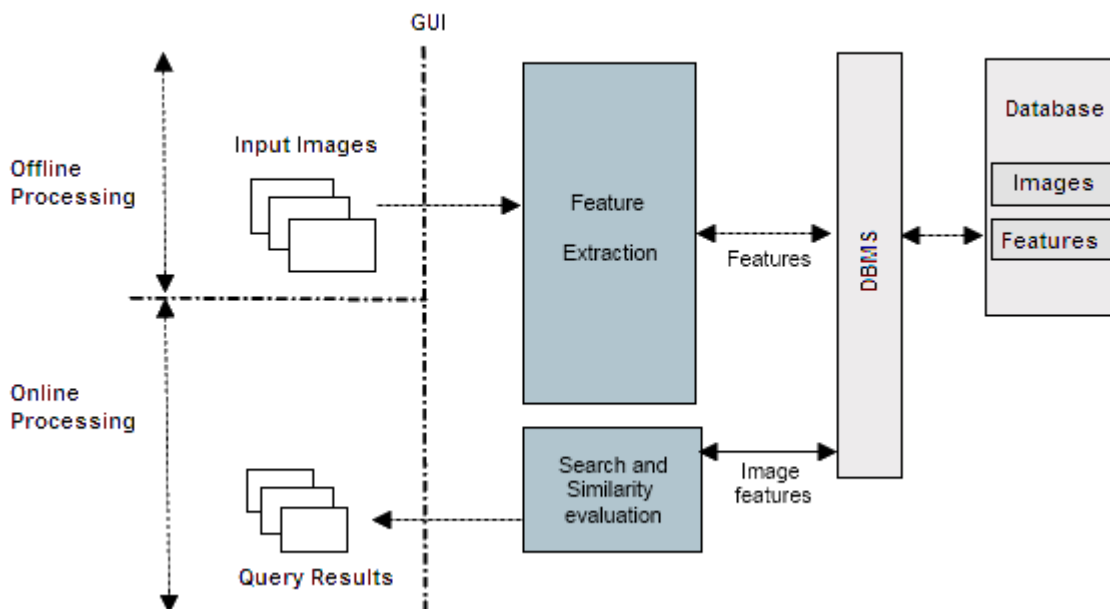 GUI
Offline
Processing
Input Images
Feature
Extraction
Features
DBMS
Database
Images
Features
Online
Processing
Query Results
Search and
Similarity
evaluation
Image
features